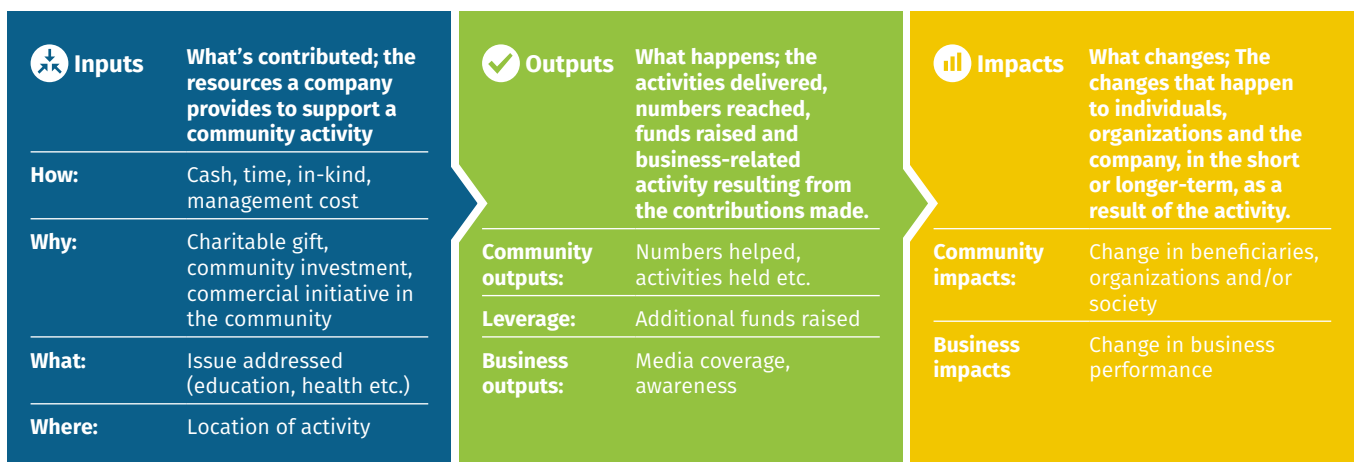 Inputs
What's contributed; the
resources a company
provides to support a
community activity
How:
Cash, time, in-kind,
management cost
Why:
Charitable gift,
community investment,
commercial initiative in
the community
What:
Issue addressed
(education, health etc.)
Where:
Location of activity
Outputs
What happens; the
activities delivered,
numbers reached,
funds raised and
business-related
activity resulting from
the contributions made.
Community
outputs:
Numbers helped,
activities held etc.
Leverage:
Additional funds raised
Business
outputs:
Media coverage,
awareness
Impacts
What changes; The
changes that happen
to individuals,
organizations and the
company, in the short
or longer-term, as a
result of the activity.
Community
impacts:
Change in beneficiaries,
organizations and/or
society
Business
impacts
Change in business
performance